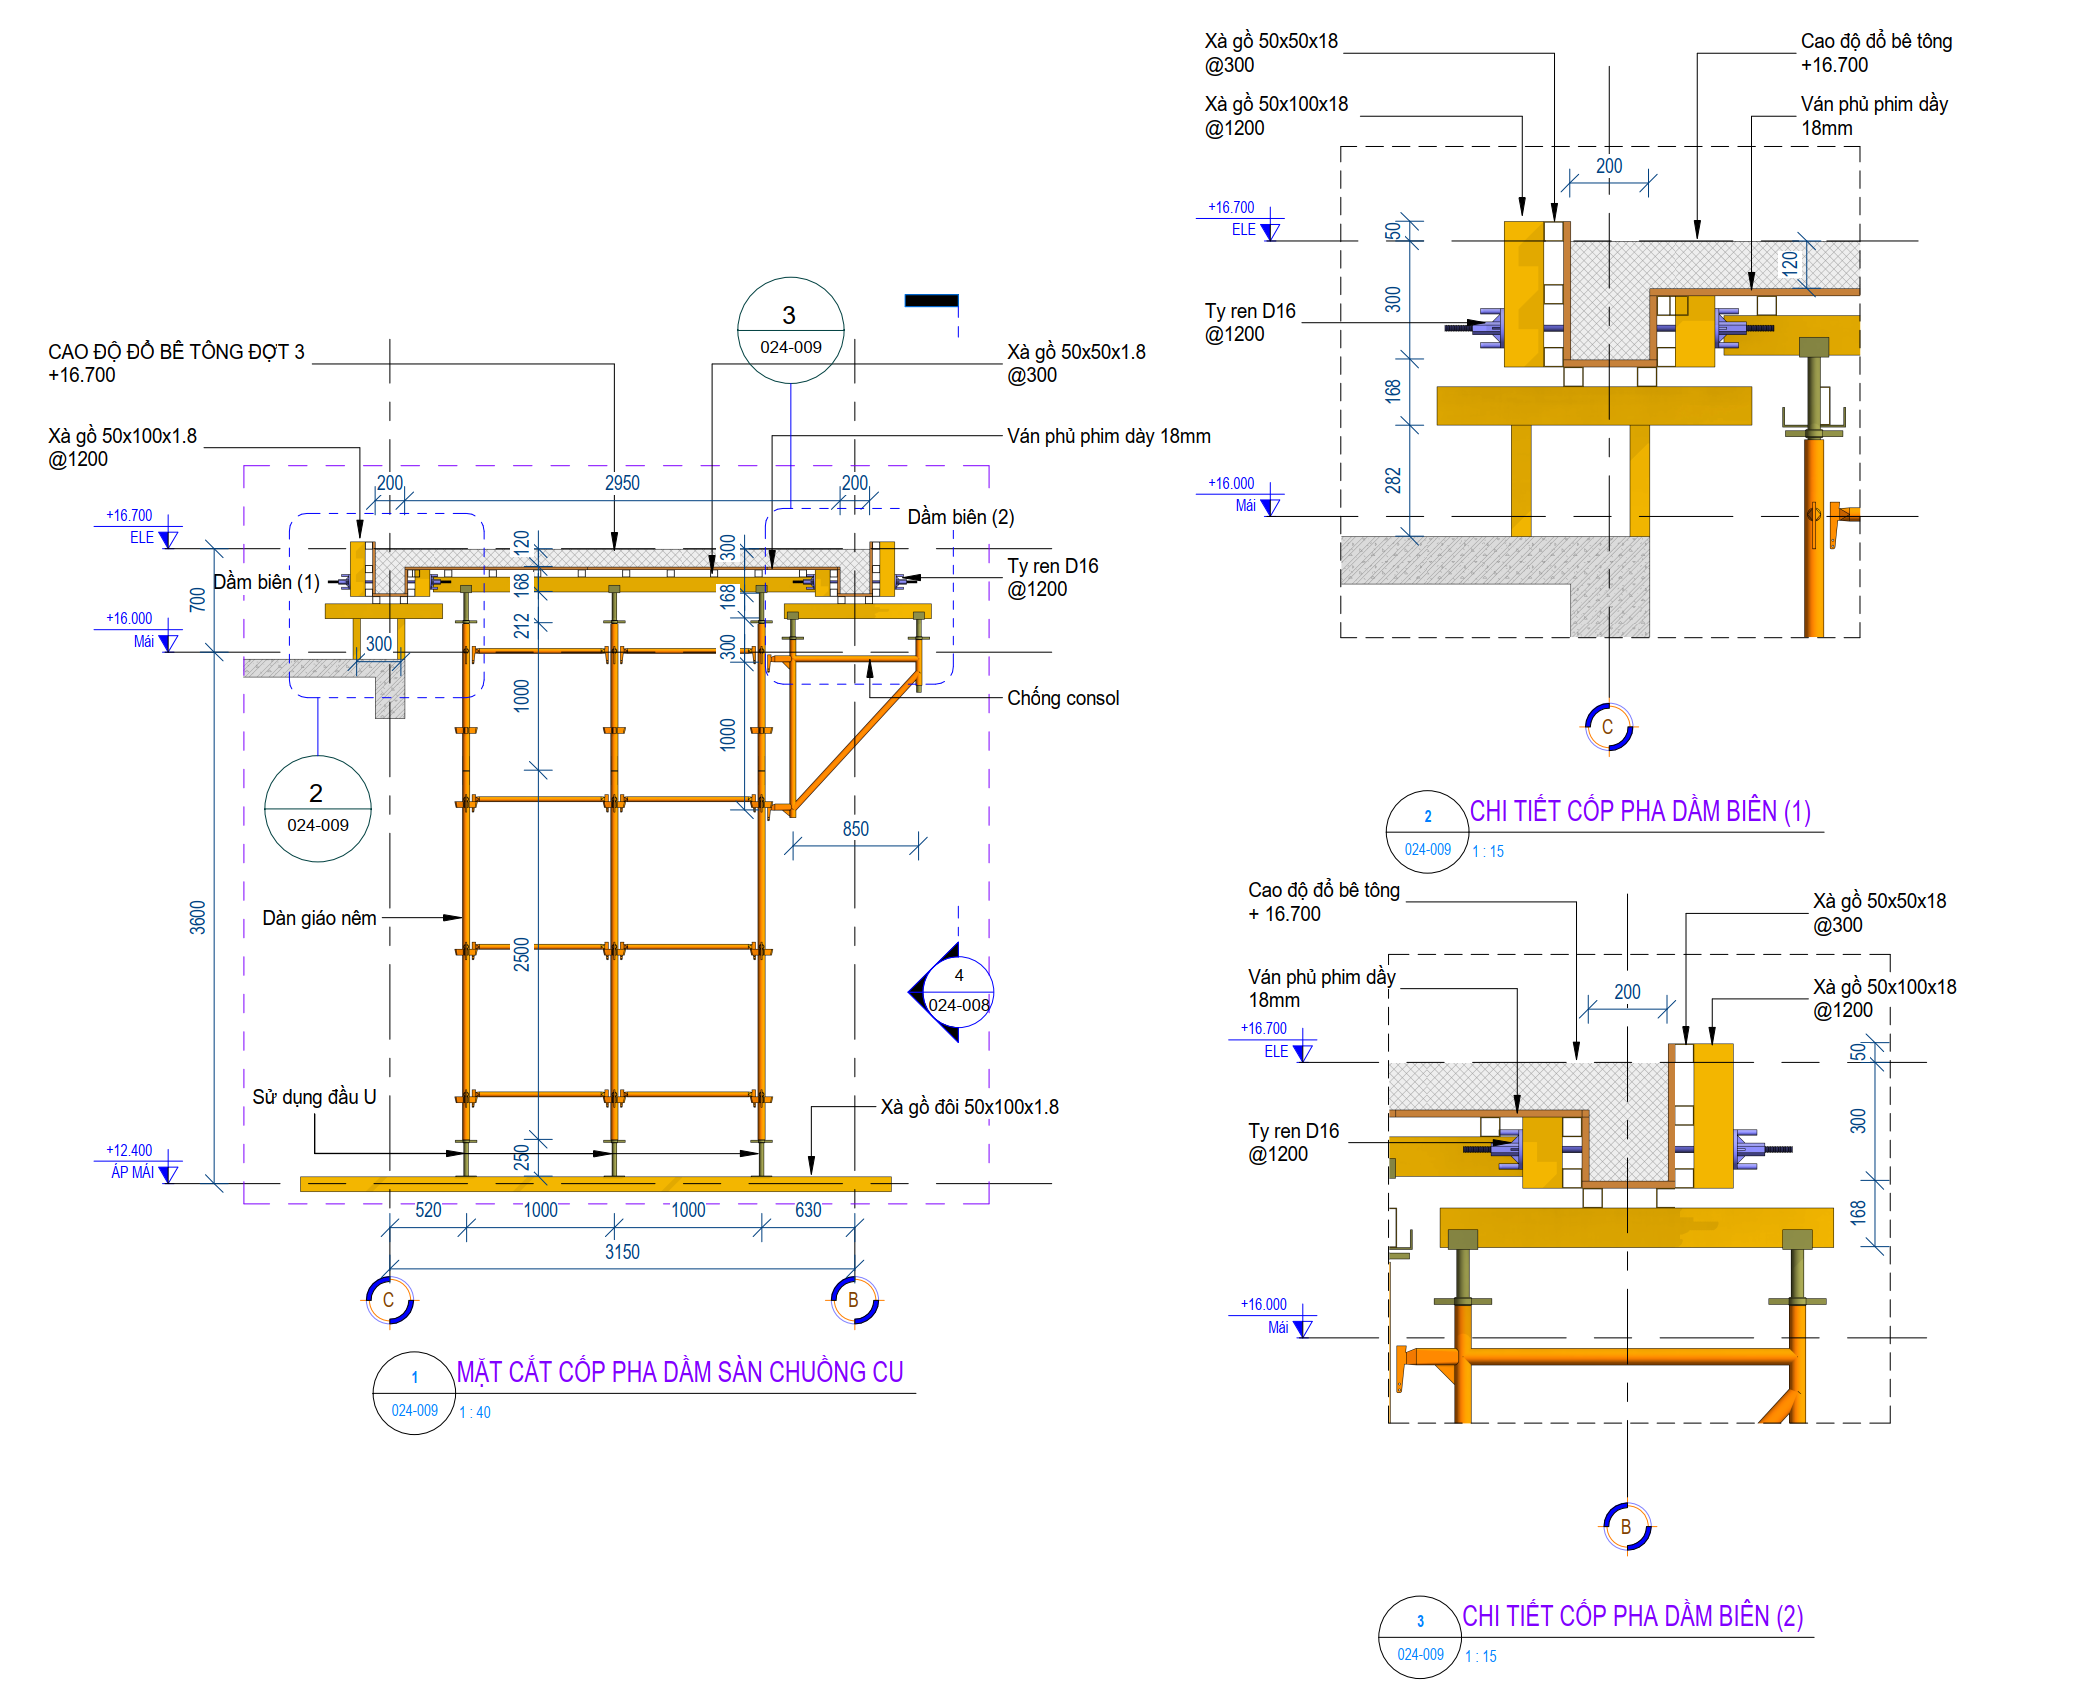 CAO ĐỘ ĐỔ BÊ TÔNG ĐỢT 3
+16.700
Xà gồ 50x100x1.8
@1200
3
024-009
Xà gồ 50x50x1.8
@300
Ván phủ phim dày 18mm
200
2950
200
+16.700
ELE
Dầm biên (2)
Dầm biên (1)
Ty ren D16
@1200
120
168
212
300
168
300
700
+16.000
Mái
300
1000
1000
Chống consol
2
024-009
850
Dàn giáo nêm
3600
2500
4
024-008
Sử dụng đầu U
Xà gồ đôi 50x100x1.8
250
+12.400
ÁP MÁI
520
1000
1000
630
3150
C
B
1
024-009
MẶT CẮT CỐP PHA DẦM SÀN CHUỒNG CU
1 : 40
Xà gồ 50x50x18
@300
Xà gồ 50x100x18
@1200
Cao độ đổ bê tông
+16.700
Ván phủ phim dầy
18mm
200
+16.700
ELE
50
300
120
Ty ren D16
@1200
168
282
+16.000
Mái
C
2
024-009
CHI TIẾT CỐP PHA DẦM BIÊN (1)
1 : 15
Cao độ đổ bê tông
+ 16.700
Ván phủ phim dầy
18mm
Xà gồ 50x50x18
@300
Xà gồ 50x100x18
@1200
200
+16.700
ELE
50
300
Ty ren D16
@1200
168
+16.000
Mái
B
3
024-009
CHI TIẾT CỐP PHA DẦM BIÊN (2)
1 : 15